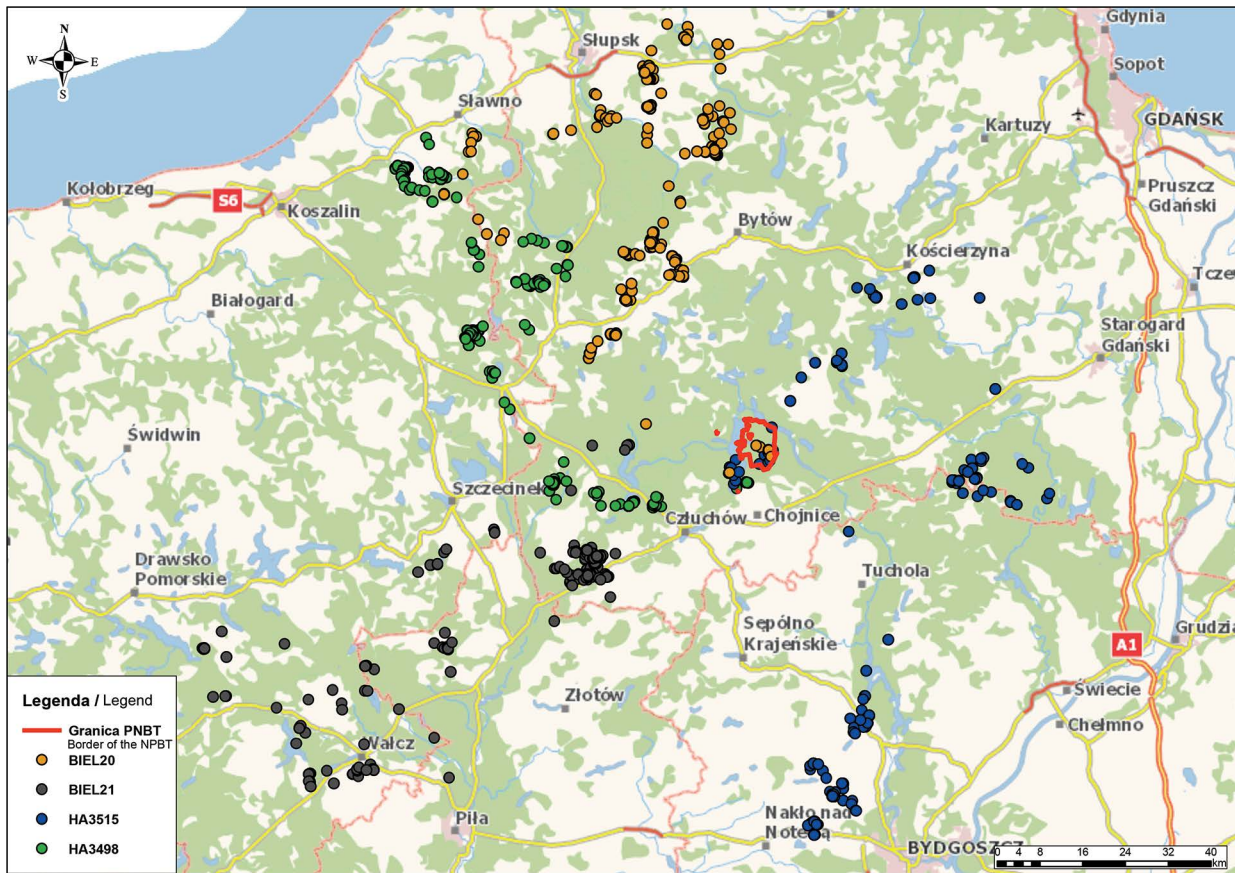 N
W E
S
Gdynia
Słupsk
Sopot
Sławno
GDAŃSK
Kartuzy
Kołobrzeg
S6
Koszalin
Pruszcz
Gdański
Bytów
Kościerzyna
Tczew
Białogard
Starogard
Gdański
Świdwin
Szczecinek
Człuchów
Chojnice
Drawsko
Pomorskie
Tuchola
Sępólno
Krajeńskie
A1
Grudzią
Złotów
Świecie
Chełmno
Wałcz
Piła
Nakło nad
Notecią
BYDGOSZCZ
Legenda / Legend
Granica PNBT
Border of the NPBT
BIEL20
BIEL21
HA3515
HA3498
0 4 8 16 24 32 40
km